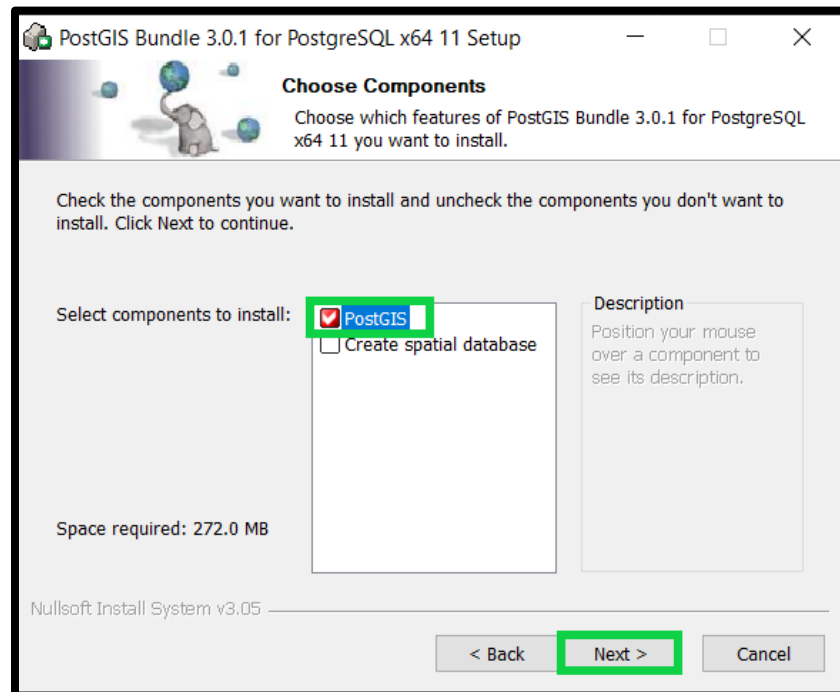 PostGIS Bundle 3.0.1 for PostgreSQL x64 11 Setup
Choose Components
Choose which features of PostGIS Bundle 3.0.1 for PostgreSQL
x64 11 you want to install.
Check the components you want to install and uncheck the components you don't want to
install. Click Next to continue.
Select components to install:
PostGIS
Create spatial database
Description
Position your mouse
over a component to
see its description.
Space required: 272.0 MB
Nullsoft Install System v3.05
< Back
Next >
Cancel